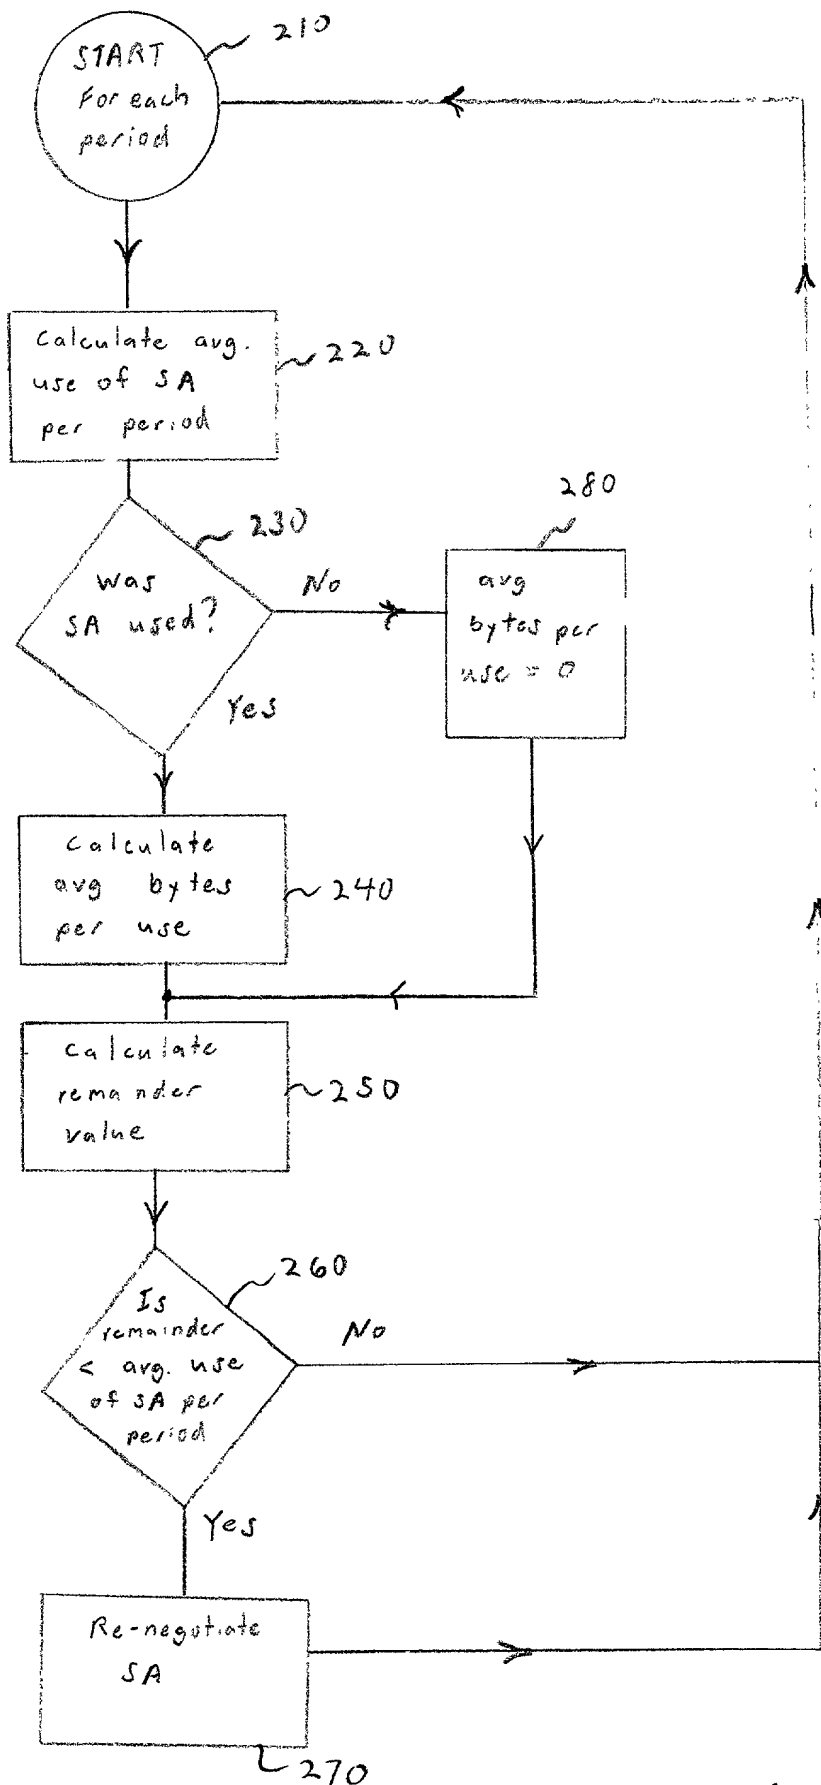 210
START
For each
period
Calculate avg.
use of SA
per period
220
230
was
SA used?
No
Yes
280
avg
bytes per
use = 0
Calculate
avg bytes
per use
240
Calculate
remainder
value
250
260
Is
remainder
< avg. use
of SA per
period
No
Yes
Re-negotiate
SA
270